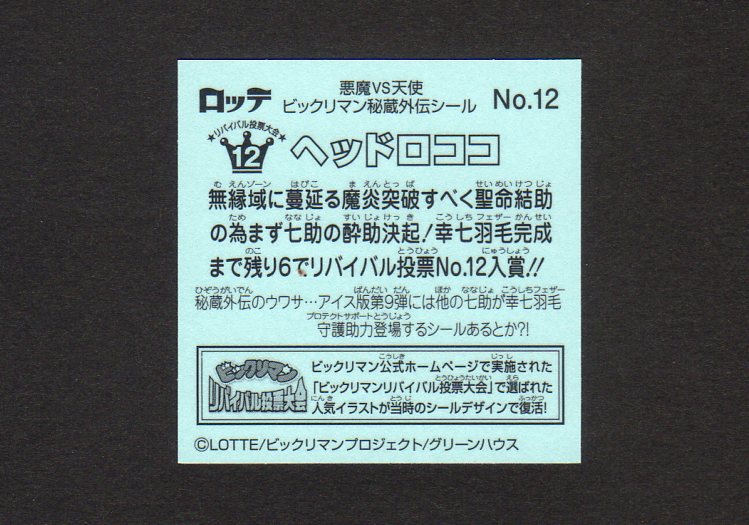 ロッテ
悪魔VS天使
ビックリマン秘蔵外伝シール
No.12
★リバイバル投票大会★
12
ヘッドロココ
無縁域に蔓延る魔炎突破すべく聖命結助
の為まず七助の酔助決起!幸七羽毛完成
まで残り6でリバイバル投票No.12入賞!!
秘蔵外伝のウワサ…アイス版第9弾には他の七助が幸七羽毛
守護助力登場するシールあるとか?!
ビックリマン
リバイバル投票大会
ビックリマン公式ホームページで実施された
「ビックリマンリバイバル投票大会」で選ばれた
人気イラストが当時のシールデザインで復活!
©LOTTE/ビックリマンプロジェクト/グリーンハウス